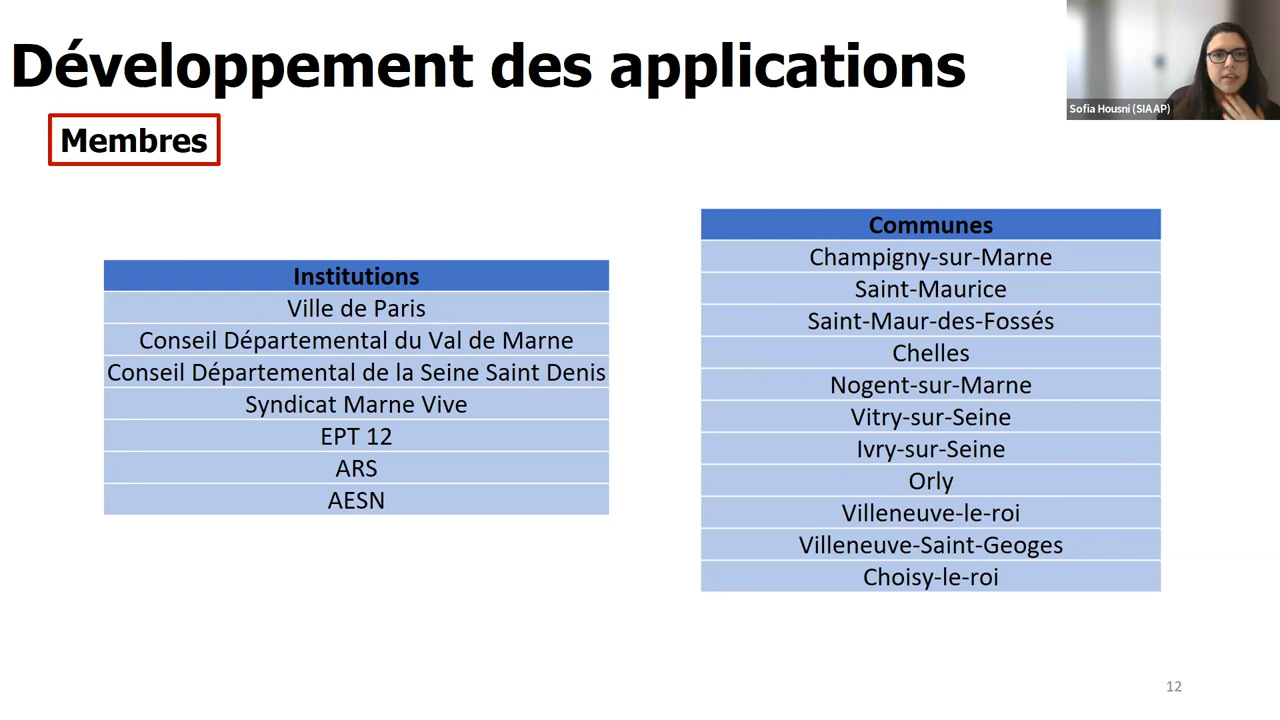 Développement des applications
Sofia Housni (SIAAP)
Membres
Institutions
Ville de Paris
Conseil Départemental du Val de Marne
Conseil Départemental de la Seine Saint Denis
Syndicat Marne Vive
EPT 12
ARS
AESN
Communes
Champigny-sur-Marne
Saint-Maurice
Saint-Maur-des-Fossés
Chelles
Nogent-sur-Marne
Vitry-sur-Seine
Ivry-sur-Seine
Orly
Villeneuve-le-roi
Villeneuve-Saint-Geoges
Choisy-le-roi
12